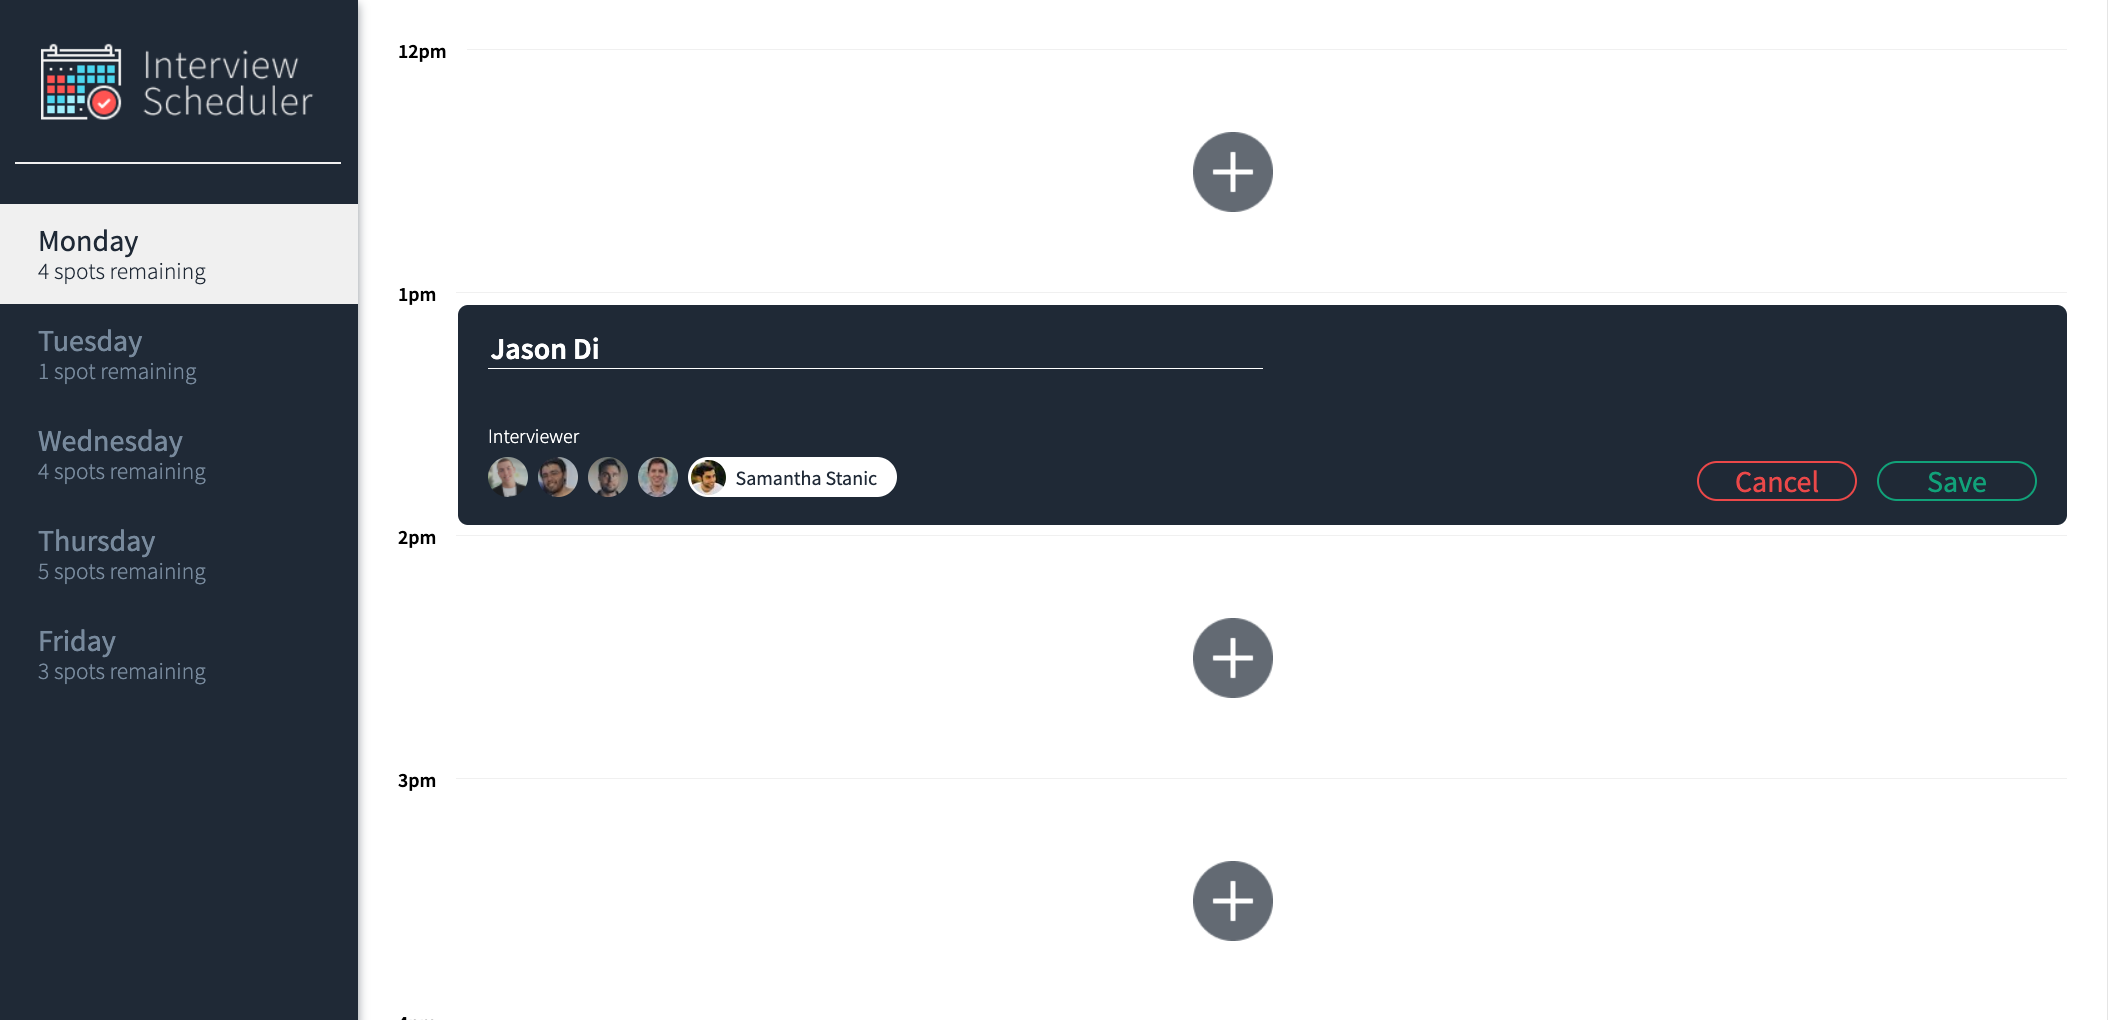 Interview
Scheduler
Monday
4 spots remaining
Tuesday
1 spot remaining
Wednesday
4 spots remaining
Thursday
5 spots remaining
Friday
3 spots remaining
12pm
1pm
Jason Di
Interviewer
Samantha Stanic
Cancel
Save
2pm
3pm